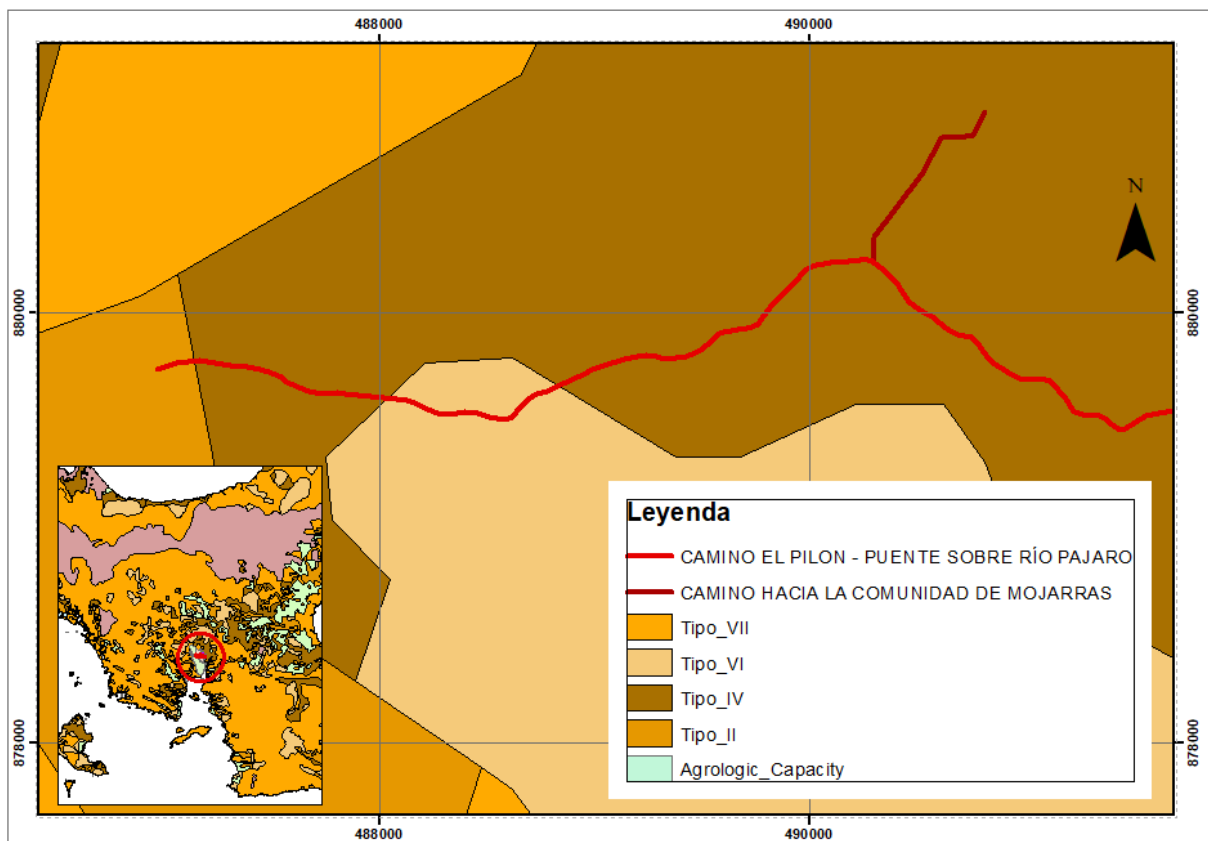 488000 490000
N
880000 880000
878000 878000
Leyenda
CAMINO EL PILON - PUENTE SOBRE RÍO PAJARO
CAMINO HACIA LA COMUNIDAD DE MOJARRAS
Tipo_VII
Tipo_VI
Tipo_IV
Tipo_II
Agrologic_Capacity
488000 490000